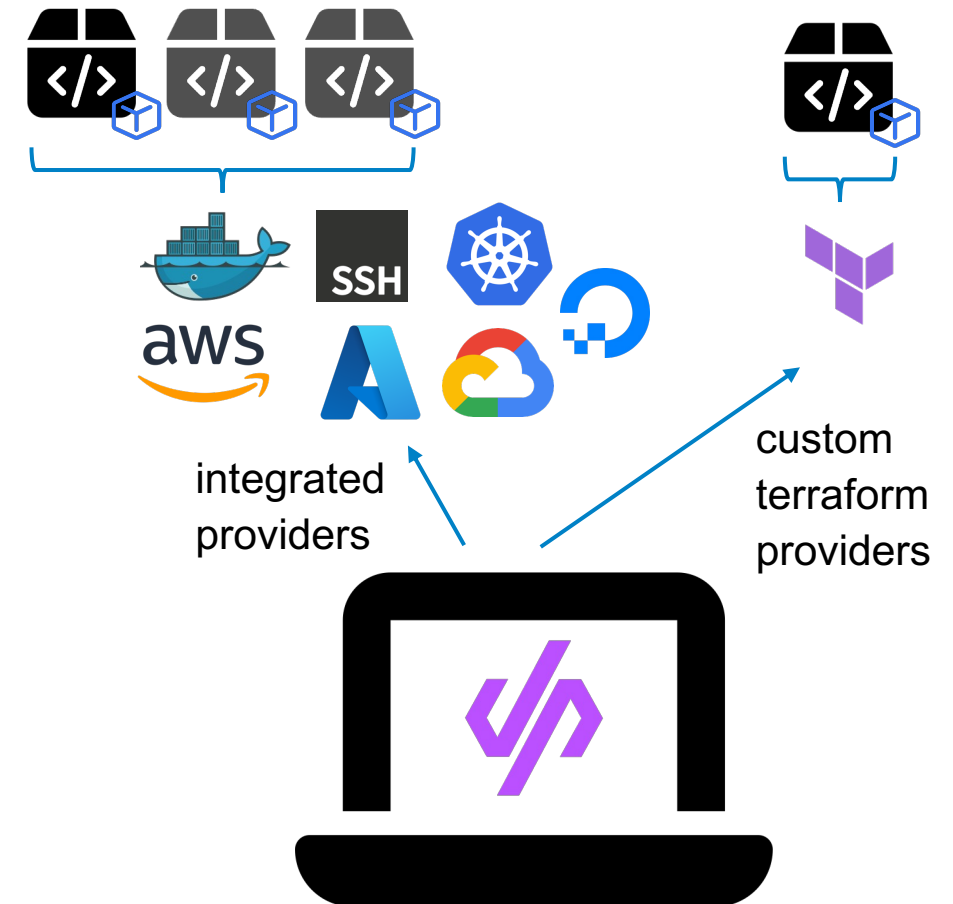 </>
</>
</>
</>
SSH
aws
integrated
providers
custom
terraform
providers